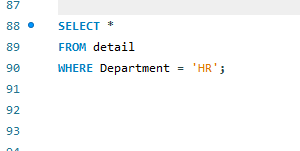 87
88 SELECT *
89 FROM detail
90 WHERE Department = 'HR';
91
92
93